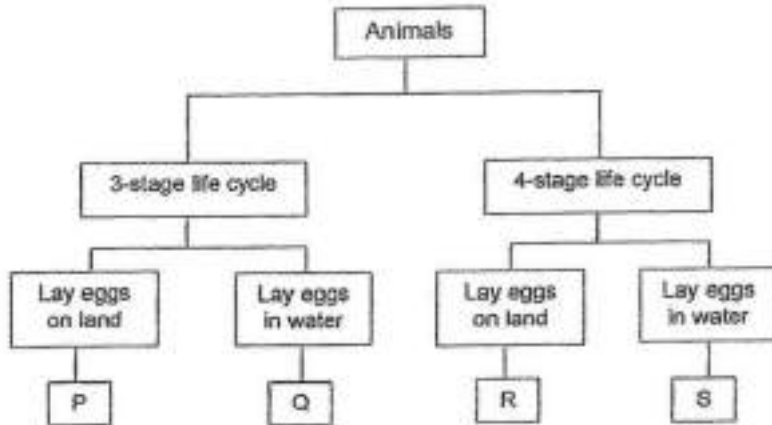 Animals
3-stage life cycle
4-stage life cycle
Lay eggs
on land
Lay eggs
in water
Lay eggs
on land
Lay eggs
in water
P
Q
R
S